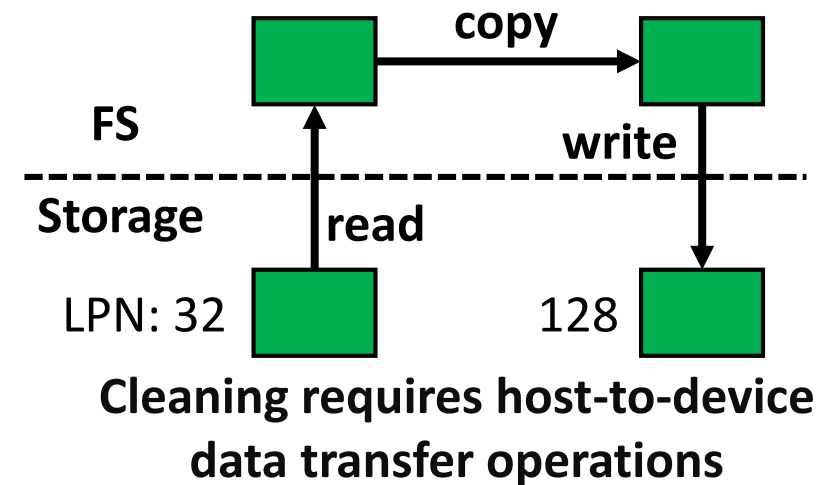 copy
FS
write
Storage
read
LPN: 32
128
Cleaning requires host-to-device
data transfer operations